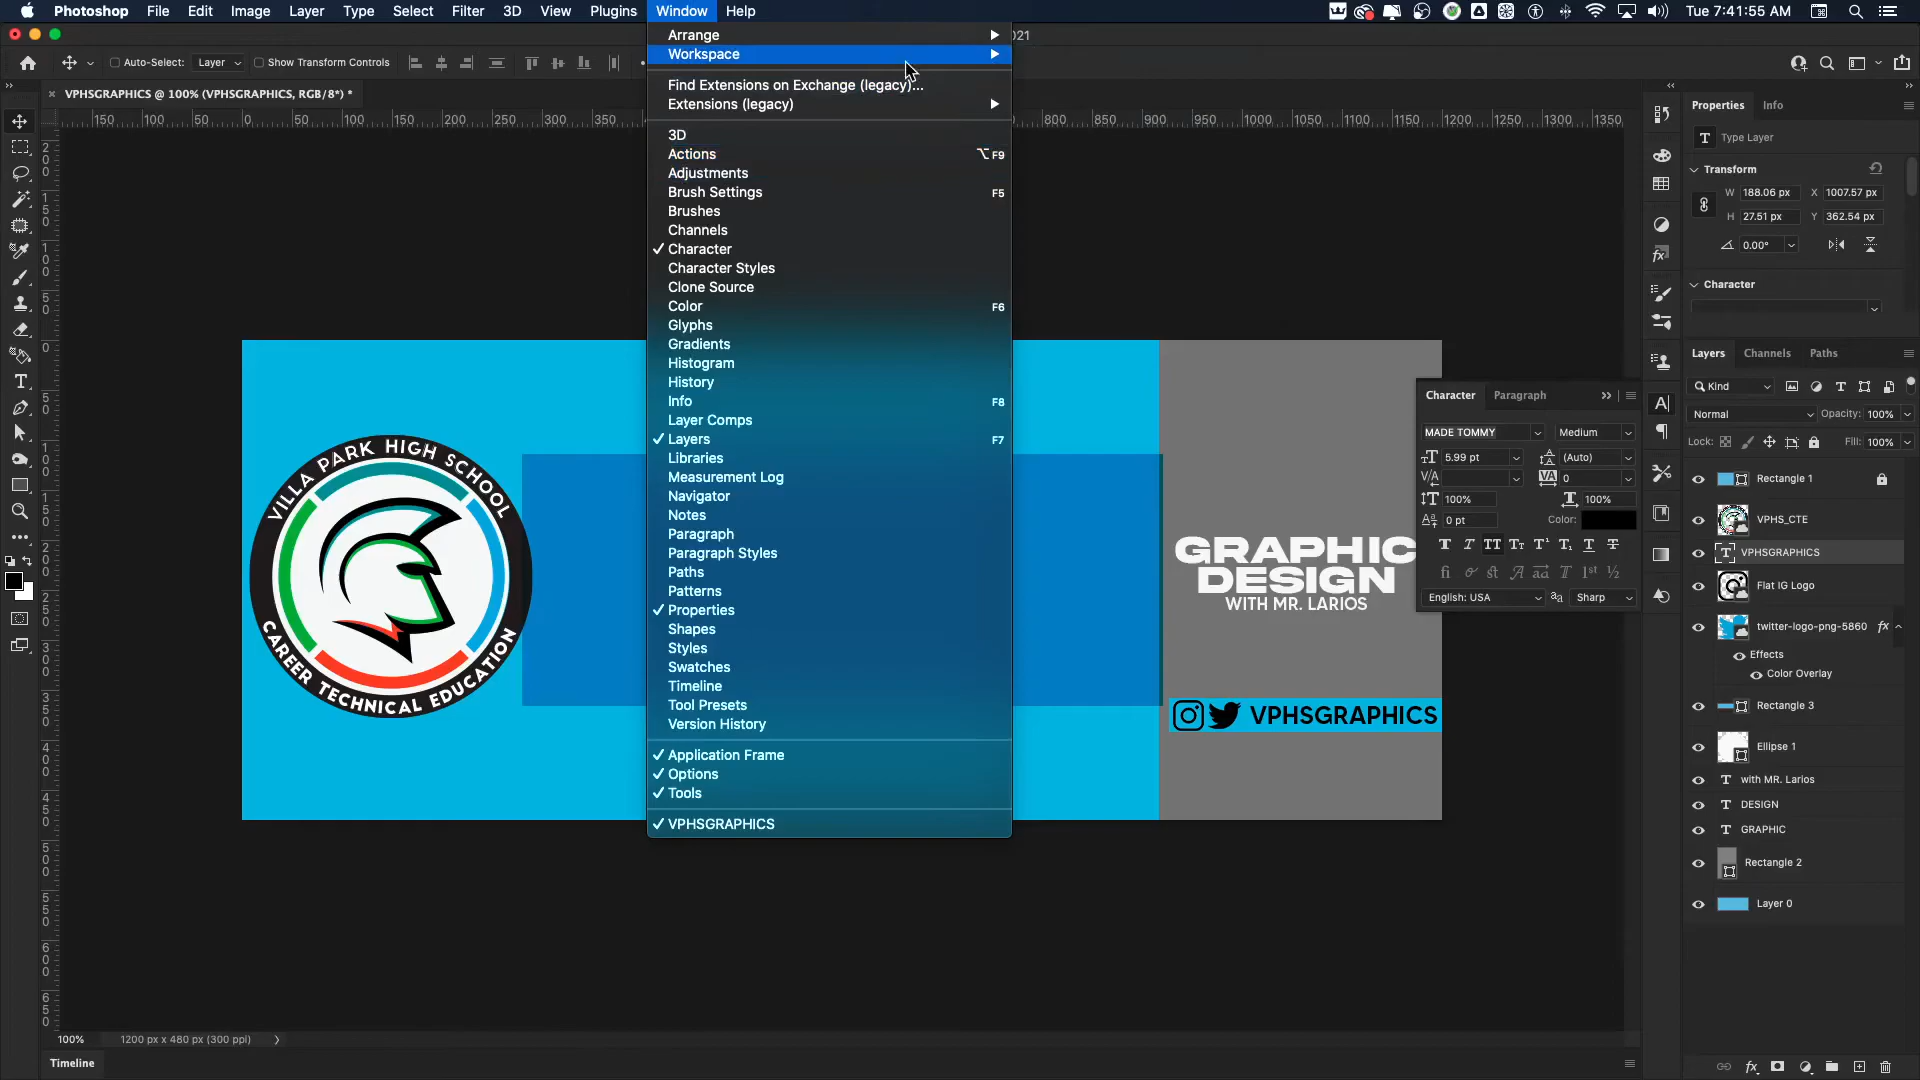 Photoshop File Edit Image Layer Type Select Filter 3D View Plugins Window Help
Tue 7:41:55 AM
Auto-Select: Layer Show Transform Controls
VPHSGRAPHICS @ 100% (VPHSGRAPHICS, RGB/8*) *
150 100 50 0 50 100 150 200 250 300 350
800 850 900 950 1000 1050 1100 1150 1200 1250 1300 1350
Arrange
Workspace
Find Extensions on Exchange (legacy)...
Extensions (legacy)
3D
Actions ⌥F9
Adjustments
Brush Settings F5
Brushes
Channels
Character
Character Styles
Clone Source
Color F6
Glyphs
Gradients
Histogram
History
Info F8
Layer Comps
Layers F7
Libraries
Measurement Log
Navigator
Notes
Paragraph
Paragraph Styles
Paths
Patterns
Properties
Shapes
Styles
Swatches
Timeline
Tool Presets
Version History
Application Frame
Options
Tools
VPHSGRAPHICS
VILLA PARK HIGH SCHOOL
CAREER TECHNICAL EDUCATION
GRAPHIC
DESIGN
WITH MR. LARIOS
VPHSGRAPHICS
Character Paragraph
MADE TOMMY Medium
5.99 pt (Auto)
0
100% 100%
0 pt Color:
English: USA Sharp
Properties Info
Type Layer
Transform
W 188.06 px X 1007.57 px
H 27.51 px Y 362.54 px
0.00°
Character
Layers Channels Paths
Kind
Normal Opacity: 100%
Lock: Fill: 100%
Rectangle 1
VPHS_CTE
VPHSGRAPHICS
Flat IG Logo
twitter-logo-png-5860 fx
Effects
Color Overlay
Rectangle 3
Ellipse 1
with MR. Larios
DESIGN
GRAPHIC
Rectangle 2
Layer 0
100% 1200 px x 480 px (300 ppi)
Timeline